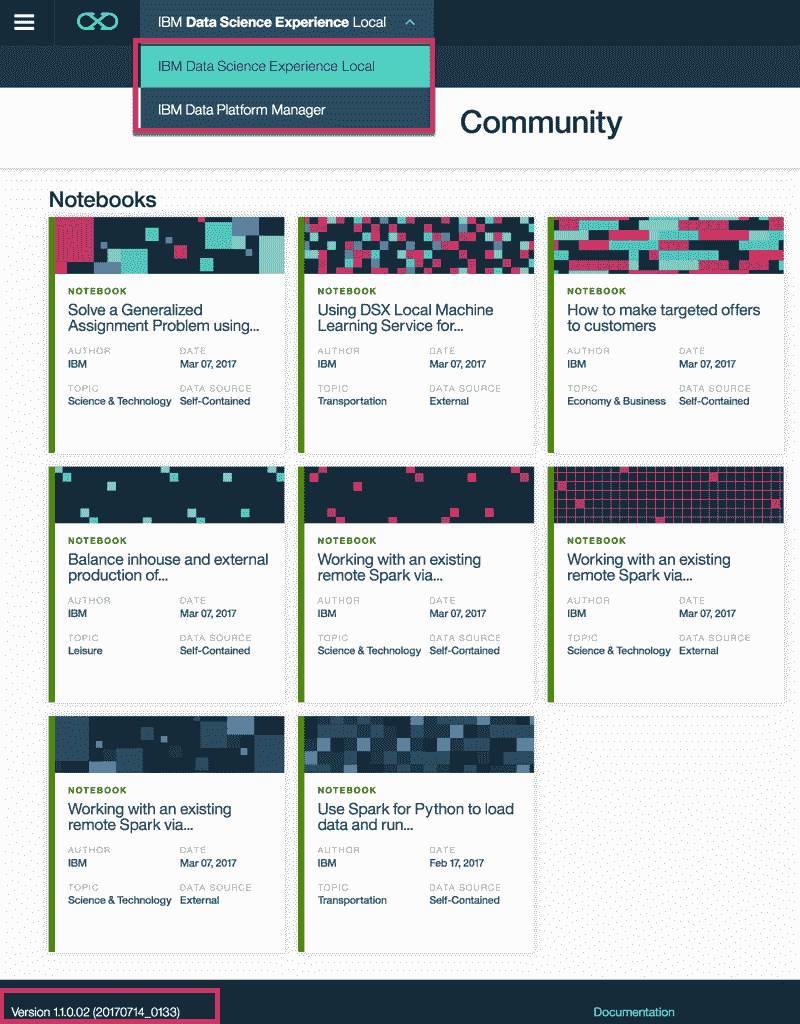 IBM Data Science Experience Local
IBM Data Science Experience Local
IBM Data Platform Manager
Community
Notebooks
NOTEBOOK
Solve a Generalized
Assignment Problem using...
AUTHOR DATE
IBM Mar 07, 2017
TOPIC DATA SOURCE
Science & Technology Self-Contained
NOTEBOOK
Using DSX Local Machine
Learning Service for...
AUTHOR DATE
IBM Mar 07, 2017
TOPIC DATA SOURCE
Transportation External
NOTEBOOK
How to make targeted offers
to customers
AUTHOR DATE
IBM Mar 07, 2017
TOPIC DATA SOURCE
Economy & Business Self-Contained
NOTEBOOK
Balance inhouse and external
production of...
AUTHOR DATE
IBM Mar 07, 2017
TOPIC DATA SOURCE
Leisure Self-Contained
NOTEBOOK
Working with an existing
remote Spark via...
AUTHOR DATE
IBM Mar 07, 2017
TOPIC DATA SOURCE
Science & Technology Self-Contained
NOTEBOOK
Working with an existing
remote Spark via...
AUTHOR DATE
IBM Mar 07, 2017
TOPIC DATA SOURCE
Science & Technology External
NOTEBOOK
Working with an existing
remote Spark via...
AUTHOR DATE
IBM Mar 07, 2017
TOPIC DATA SOURCE
Science & Technology External
NOTEBOOK
Use Spark for Python to load
data and run...
AUTHOR DATE
IBM Feb 17, 2017
TOPIC DATA SOURCE
Transportation Self-Contained
Version 1.1.0.02 (20170714_0133)
Documentation